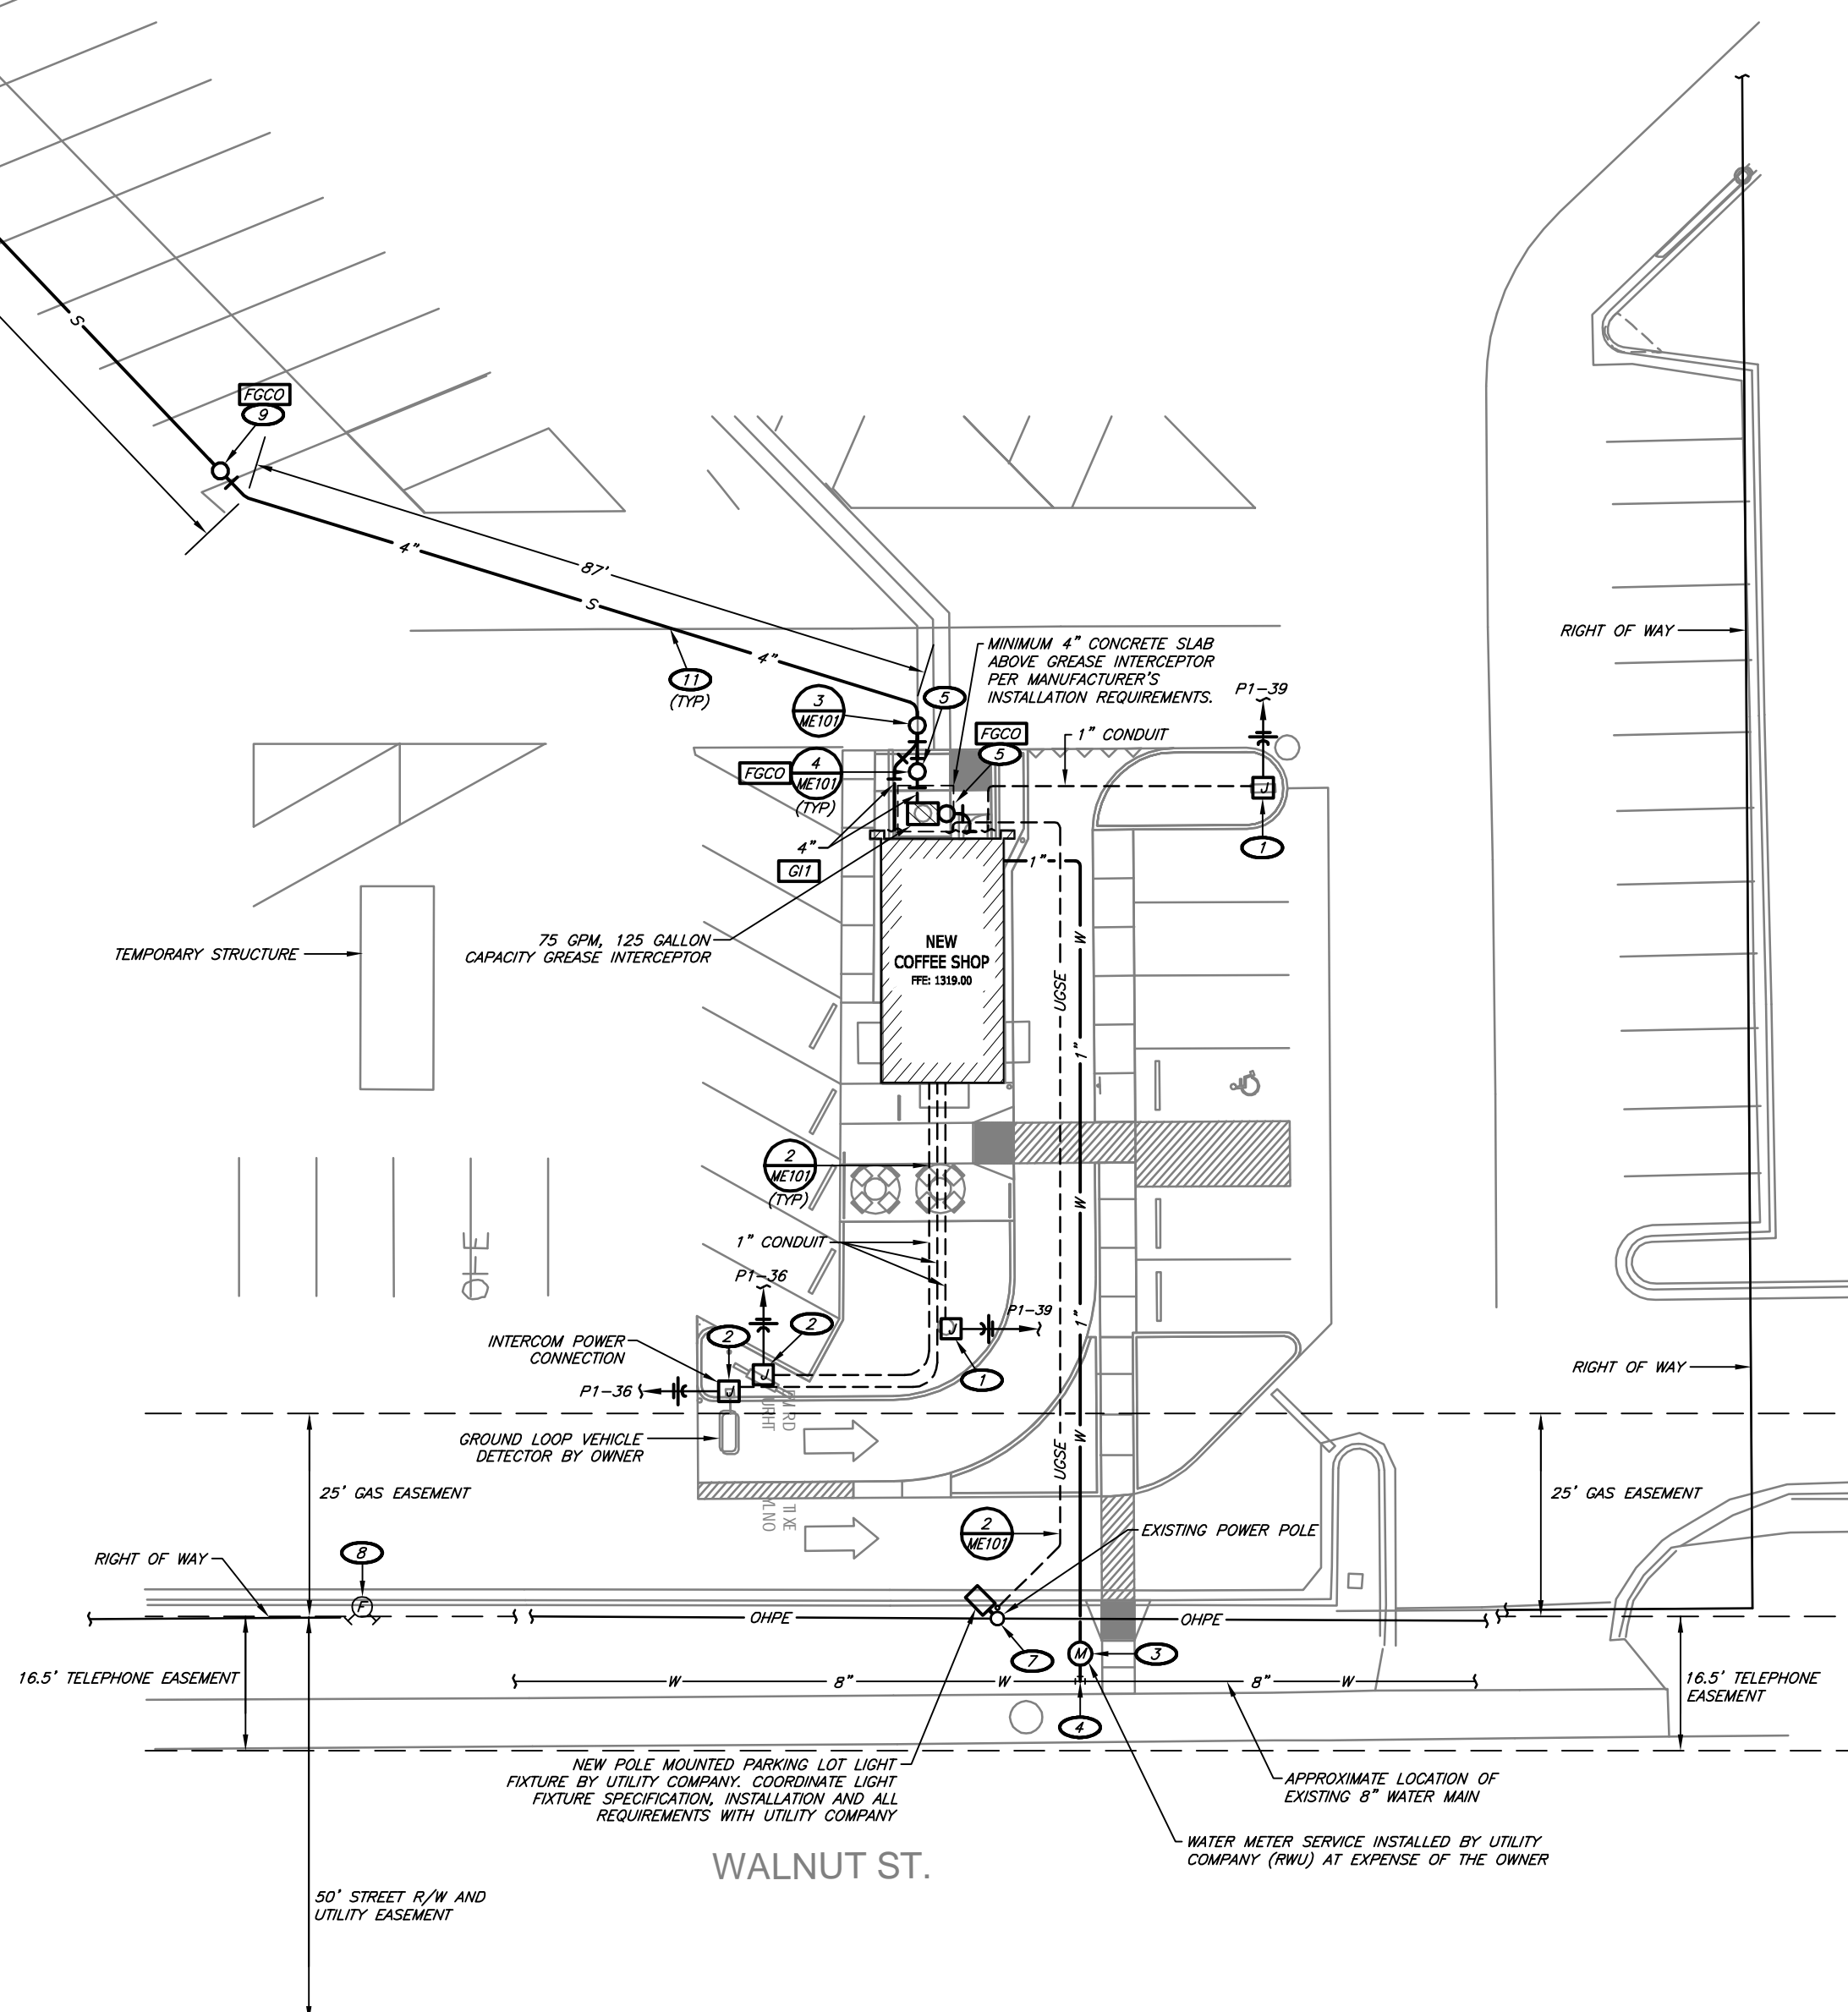 S
FGCO
9
4"
87'
S
4"
11
(TYP)
MINIMUM 4" CONCRETE SLAB
ABOVE GREASE INTERCEPTOR
PER MANUFACTURER'S
INSTALLATION REQUIREMENTS.
3
ME101
5
FGCO
5
P1-39
1" CONDUIT
RIGHT OF WAY
FGCO
4
ME101
(TYP)
J
1
4"
GI1
1"
75 GPM, 125 GALLON
CAPACITY GREASE INTERCEPTOR
TEMPORARY STRUCTURE
NEW
COFFEE SHOP
FFE: 1319.00
W
UGSE
1"
2
ME101
(TYP)
W
1" CONDUIT
P1-36
P1-39
1"
J
1
2
2
INTERCOM POWER
CONNECTION
J
J
P1-36
RIGHT OF WAY
GROUND LOOP VEHICLE
DETECTOR BY OWNER
W
UGSE
25' GAS EASEMENT
25' GAS EASEMENT
2
ME101
EXISTING POWER POLE
RIGHT OF WAY
8
F
OHPE
OHPE
7
M
3
16.5' TELEPHONE EASEMENT
W
8"
W
8"
W
16.5' TELEPHONE
EASEMENT
4
NEW POLE MOUNTED PARKING LOT LIGHT
FIXTURE BY UTILITY COMPANY. COORDINATE LIGHT
FIXTURE SPECIFICATION, INSTALLATION AND ALL
REQUIREMENTS WITH UTILITY COMPANY
APPROXIMATE LOCATION OF
EXISTING 8" WATER MAIN
WATER METER SERVICE INSTALLED BY UTILITY
COMPANY (RWU) AT EXPENSE OF THE OWNER
WALNUT ST.
50' STREET R/W AND
UTILITY EASEMENT